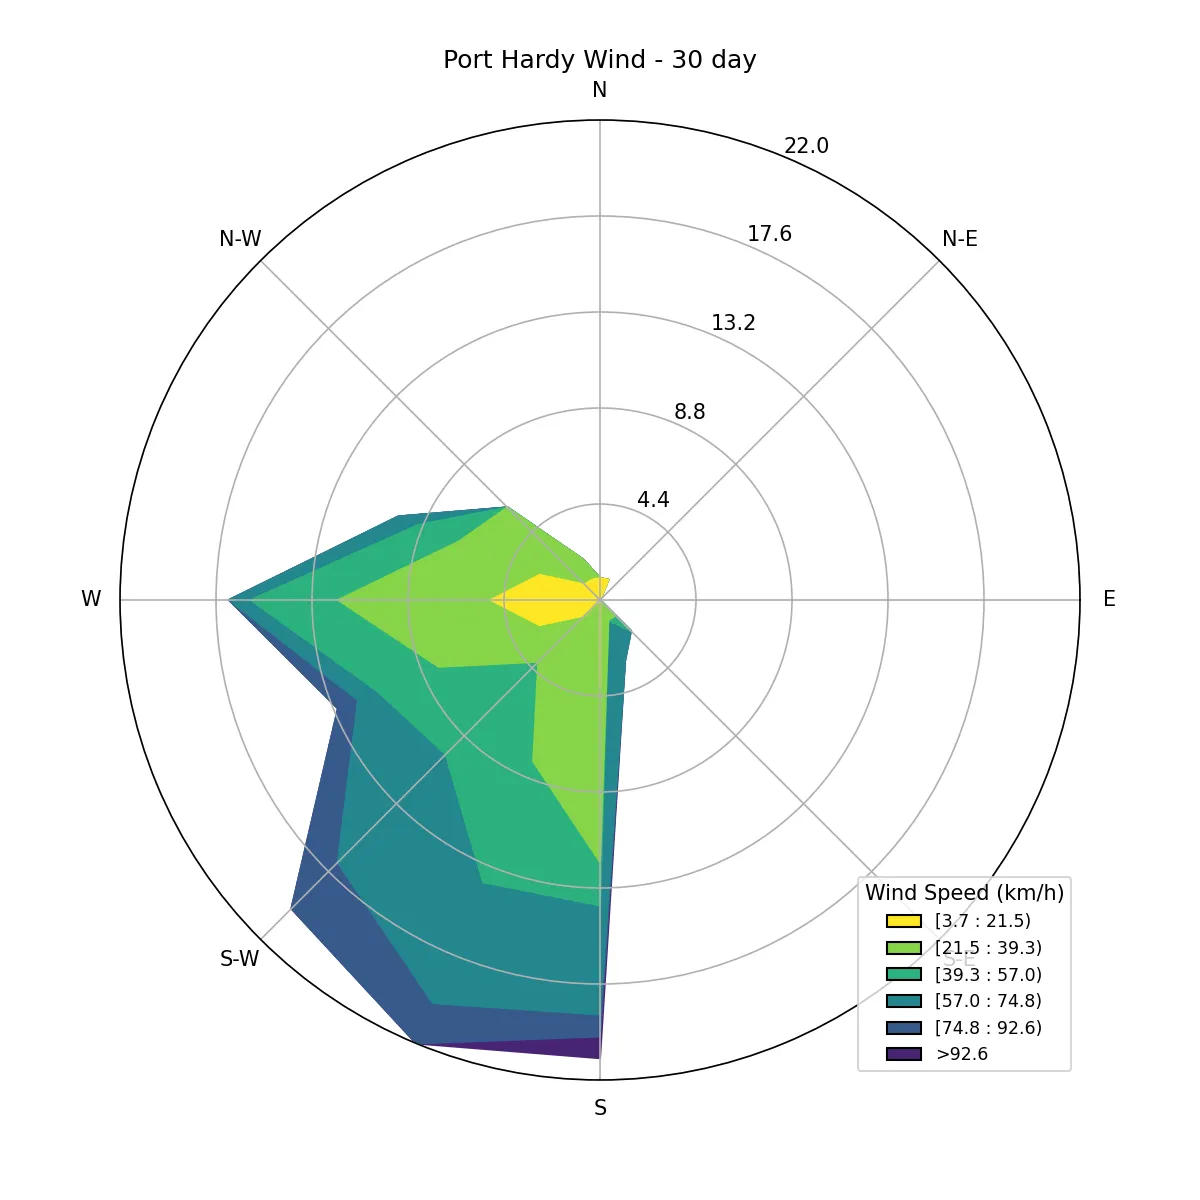 Port Hardy Wind - 30 day
N
22.0
N-W
N-E
17.6
13.2
8.8
4.4
W
E
S-W
S-E
S
Wind Speed (km/h)
[3.7 : 21.5)
[21.5 : 39.3)
[39.3 : 57.0)
[57.0 : 74.8)
[74.8 : 92.6)
>92.6